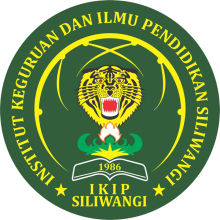 INSTITUT KEGURUAN DAN ILMU PENDIDIKAN SILIWANGI
1986
IKIP
SILIWANGI